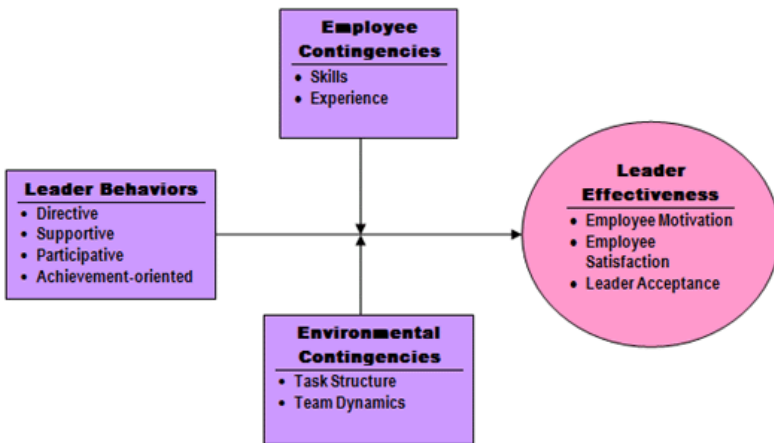 Employee
Contingencies
• Skills
• Experience
Leader Behaviors
• Directive
• Supportive
• Participative
• Achievement-oriented
Leader
Effectiveness
• Employee Motivation
• Employee
Satisfaction
• Leader Acceptance
Environmental
Contingencies
• Task Structure
• Team Dynamics